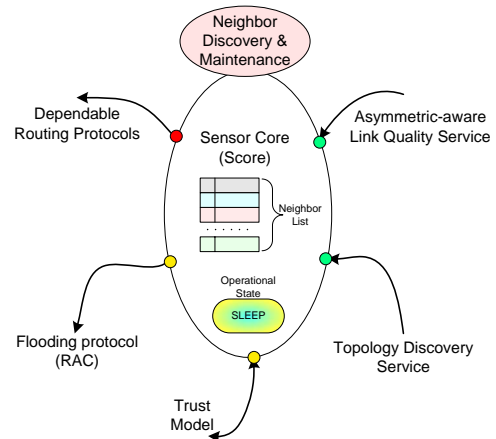 Neighbor
Discovery &
Maintenance
Dependable
Routing Protocols
Asymmetric-aware
Link Quality Service
Sensor Core
(Score)
Neighbor
List
. . . . . .
Operational
State
SLEEP
Flooding protocol
(RAC)
Topology Discovery
Service
Trust
Model